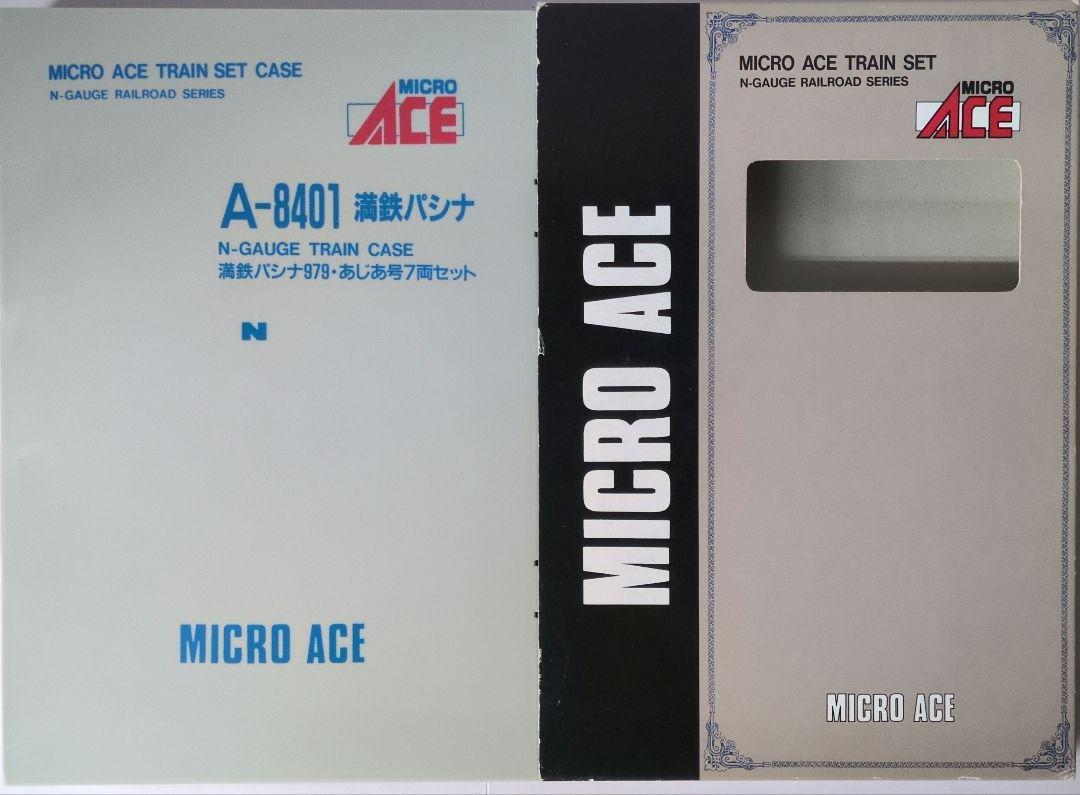 MICRO ACE TRAIN SET CASE
N-GAUGE RAILROAD SERIES
MICRO
ACE
A-8401 満鉄パシナ
N-GAUGE TRAIN CASE
満鉄パシナ979・あじあ号7両セット
N
MICRO ACE
MICRO ACE
MICRO ACE TRAIN SET
N-GAUGE RAILROAD SERIES
MICRO
ACE
MICRO ACE